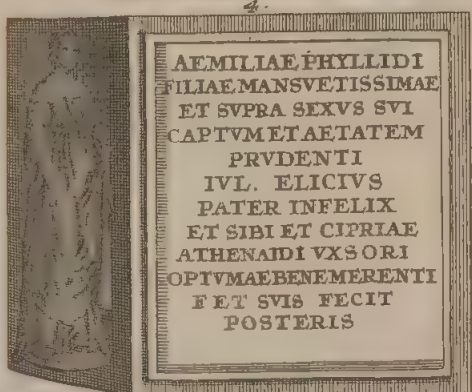 4.
AEMILIAE PHYLLIDI
FILIAE MANSVETISSIMAE
ET SVPRA SEXVS SVI
CAPTVM ET AETATEM
PRVDENTI
IVL. ELICIVS
PATER INFELIX
ET SIBI ET CIPRIAE
ATHENAIDI VXSORI
OPTVMAE BENEMERENTI
F ET SVIS FECIT
POSTERIS